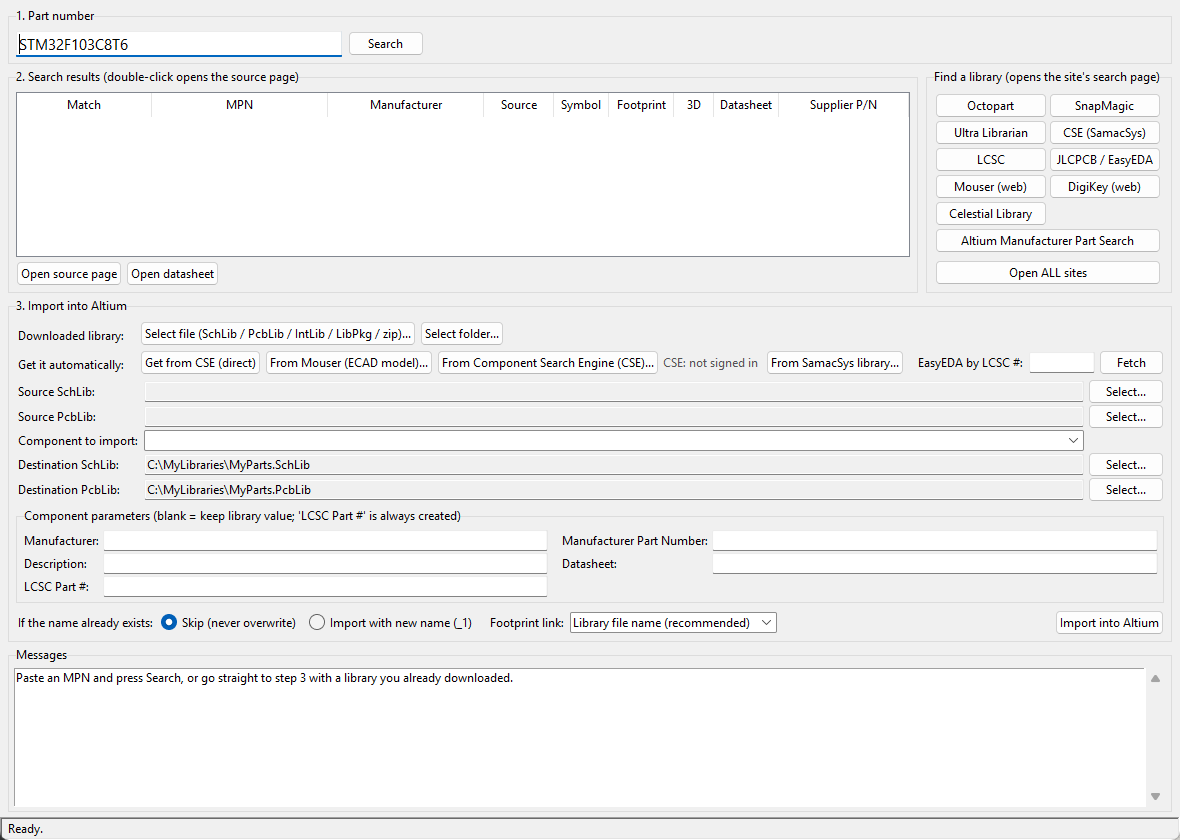 1. Part number
STM32F103C8T6 Search
2. Search results (double-click opens the source page)
Match MPN Manufacturer Source Symbol Footprint 3D Datasheet Supplier P/N
Open source page Open datasheet
Find a library (opens the site's search page)
Octopart SnapMagic
Ultra Librarian CSE (SamacSys)
LCSC JLCPCB / EasyEDA
Mouser (web) DigiKey (web)
Celestial Library
Altium Manufacturer Part Search
Open ALL sites
3. Import into Altium
Downloaded library: Select file (SchLib / PcbLib / IntLib / LibPkg / zip)... Select folder...
Get it automatically: Get from CSE (direct) From Mouser (ECAD model)... From Component Search Engine (CSE)... CSE: not signed in From SamacSys library... EasyEDA by LCSC #: Fetch
Source SchLib: Select...
Source PcbLib: Select...
Component to import:
Destination SchLib: C:\MyLibraries\MyParts.SchLib Select...
Destination PcbLib: C:\MyLibraries\MyParts.PcbLib Select...
Component parameters (blank = keep library value; 'LCSC Part #' is always created)
Manufacturer: Manufacturer Part Number:
Description: Datasheet:
LCSC Part #:
If the name already exists: Skip (never overwrite) Import with new name (_1) Footprint link: Library file name (recommended) Import into Altium
Messages
Paste an MPN and press Search, or go straight to step 3 with a library you already downloaded.
Ready.